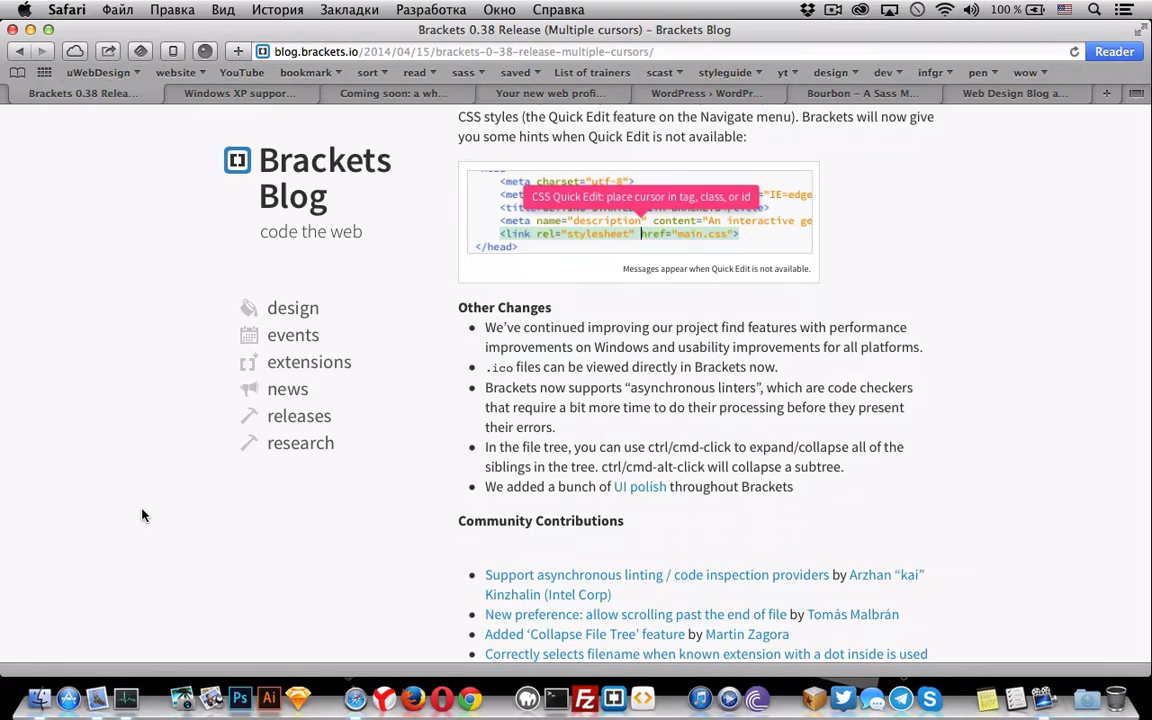 Safari Файл Правка Вид История Закладки Разработка Окно Справка 100 %
Brackets 0.38 Release (Multiple cursors) – Brackets Blog
blog.brackets.io/2014/04/15/brackets-0-38-release-multiple-cursors/ Reader
uWebDesign website YouTube bookmark sort read sass saved List of trainers scast styleguide yt design dev infgr pen wow
Brackets 0.38 Relea... Windows XP suppor... Coming soon: a wh... Your new web profi... WordPress › WordPr... Bourbon – A Sass M... Web Design Blog a...
CSS styles (the Quick Edit feature on the Navigate menu). Brackets will now give
you some hints when Quick Edit is not available:
Brackets
Blog
code the web
<meta charset="utf-8">
CSS Quick Edit: place cursor in tag, class, or id
"IE=edge
<meta name="description" content="An interactive ge
<link rel="stylesheet" href="main.css">
</head>
Messages appear when Quick Edit is not available.
design
events
extensions
news
releases
research
Other Changes
We've continued improving our project find features with performance
improvements on Windows and usability improvements for all platforms.
.ico files can be viewed directly in Brackets now.
Brackets now supports “asynchronous linters”, which are code checkers
that require a bit more time to do their processing before they present
their errors.
In the file tree, you can use ctrl/cmd-click to expand/collapse all of the
siblings in the tree. ctrl/cmd-alt-click will collapse a subtree.
We added a bunch of UI polish throughout Brackets
Community Contributions
Support asynchronous linting / code inspection providers by Arzhan “kai”
Kinzhalin (Intel Corp)
New preference: allow scrolling past the end of file by Tomás Malbrán
Added ‘Collapse File Tree’ feature by Martin Zagora
Correctly selects filename when known extension with a dot inside is used